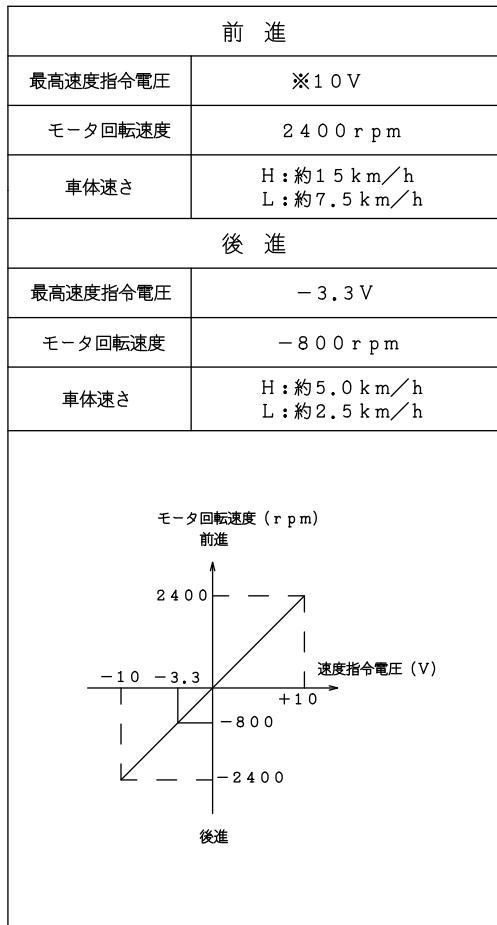 前 進
最高速度指令電圧 ※10V
モータ回転速度 2400rpm
車体速さ H:約15km/h
L:約7.5km/h
後 進
最高速度指令電圧 -3.3V
モータ回転速度 -800rpm
車体速さ H:約5.0km/h
L:約2.5km/h
モータ回転速度(rpm)
前進
2400
-10 -3.3 速度指令電圧(V)
+10
-800
-2400
後進